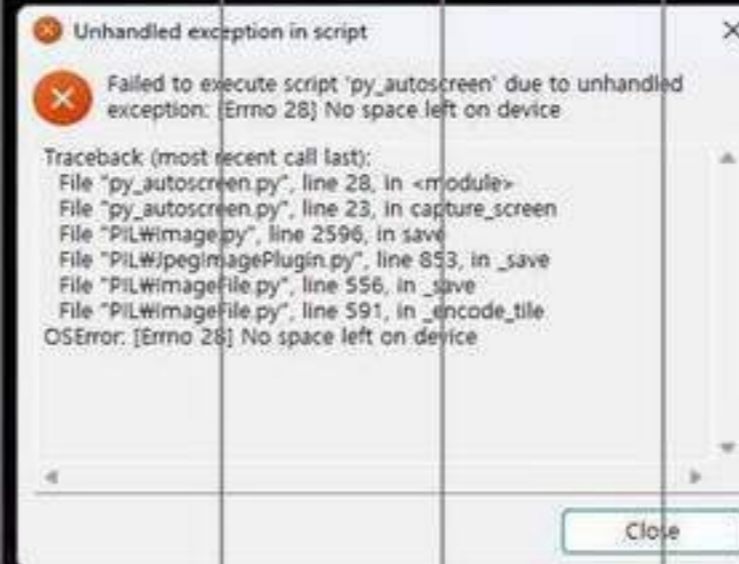 Unhandled exception in script
Failed to execute script 'py_autoscreen' due to unhandled
exception: [Errno 28] No space left on device
Traceback (most recent call last):
File "py_autoscreen.py", line 28, in <module>
File "py_autoscreen.py", line 23, in capture_screen
File "PIL₩Image.py", line 2596, in save
File "PIL₩JpegImagePlugin.py", line 853, in _save
File "PIL₩ImageFile.py", line 556, in _save
File "PIL₩ImageFile.py", line 591, in _encode_tile
OSError: [Errno 28] No space left on device
Close